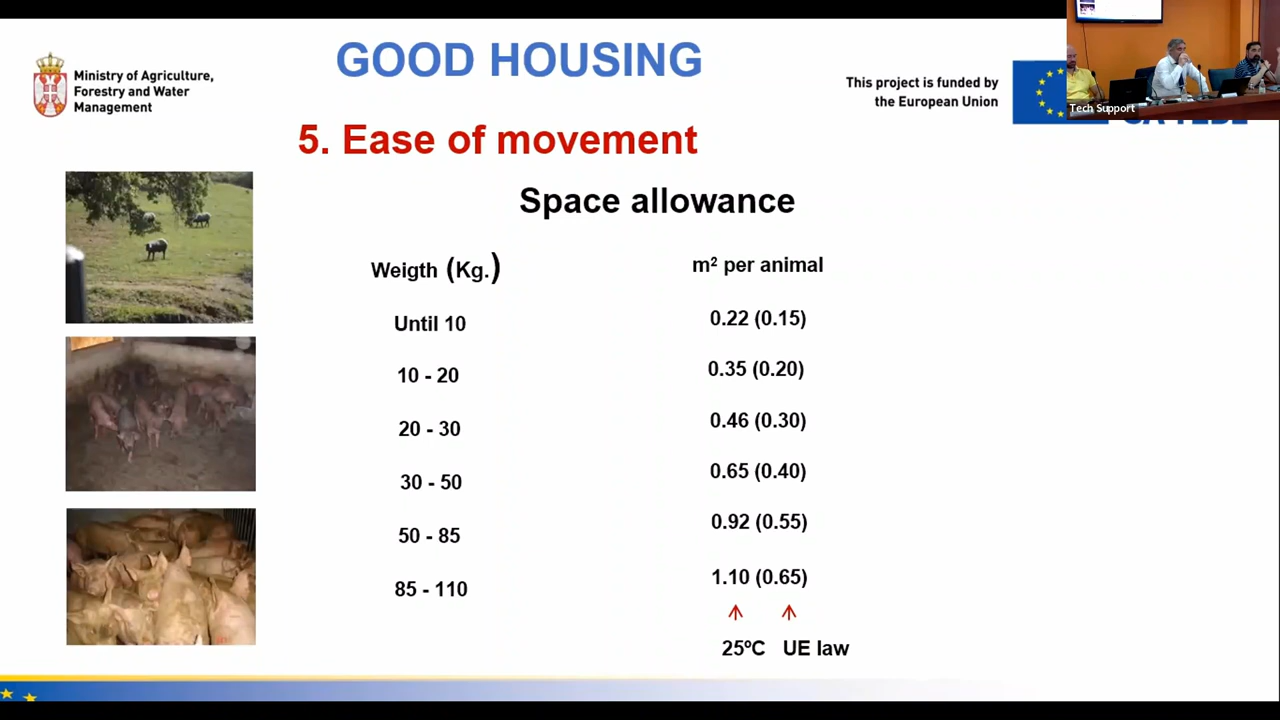 GOOD HOUSING
Ministry of Agriculture,
Forestry and Water
Management
This project is funded by
the European Union
Tech Support
5. Ease of movement
Space allowance
Weigth (Kg.)
m² per animal
Until 10
0.22 (0.15)
10 - 20
0.35 (0.20)
20 - 30
0.46 (0.30)
30 - 50
0.65 (0.40)
50 - 85
0.92 (0.55)
85 - 110
1.10 (0.65)
25ºC UE law